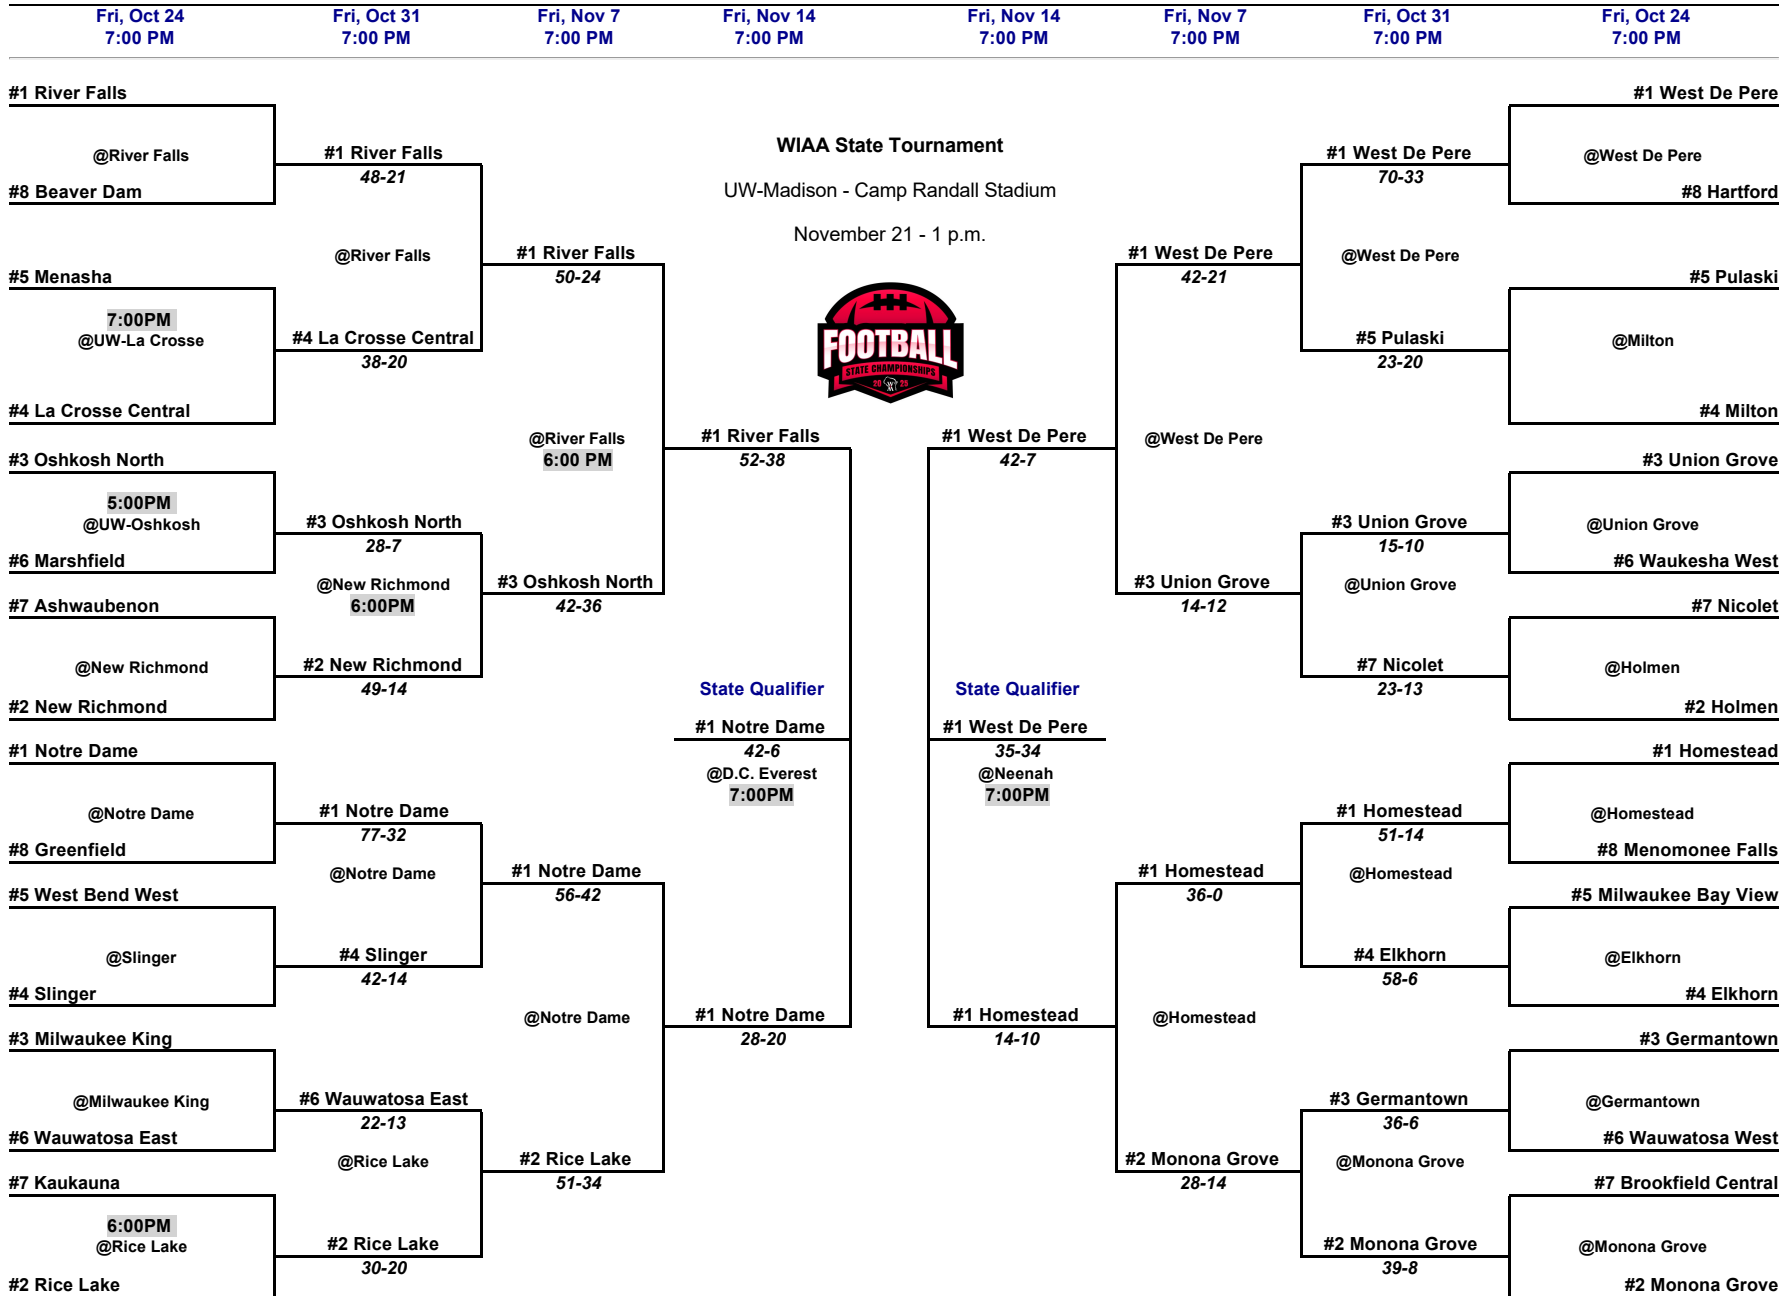 Fri, Oct 24
7:00 PM
Fri, Oct 31
7:00 PM
Fri, Nov 7
7:00 PM
Fri, Nov 14
7:00 PM
Fri, Nov 14
7:00 PM
Fri, Nov 7
7:00 PM
Fri, Oct 31
7:00 PM
Fri, Oct 24
7:00 PM
#1 River Falls
@River Falls
#8 Beaver Dam
#5 Menasha
7:00PM
@UW-La Crosse
#4 La Crosse Central
#3 Oshkosh North
5:00PM
@UW-Oshkosh
#6 Marshfield
#7 Ashwaubenon
@New Richmond
#2 New Richmond
#1 Notre Dame
@Notre Dame
#8 Greenfield
#5 West Bend West
@Slinger
#4 Slinger
#3 Milwaukee King
@Milwaukee King
#6 Wauwatosa East
#7 Kaukauna
6:00PM
@Rice Lake
#2 Rice Lake
#1 River Falls
48-21
@River Falls
#4 La Crosse Central
38-20
#3 Oshkosh North
28-7
@New Richmond
6:00PM
#2 New Richmond
49-14
#1 Notre Dame
77-32
@Notre Dame
#4 Slinger
42-14
#6 Wauwatosa East
22-13
@Rice Lake
#2 Rice Lake
30-20
#1 River Falls
50-24
@River Falls
6:00 PM
#3 Oshkosh North
42-36
#1 Notre Dame
56-42
@Notre Dame
#2 Rice Lake
51-34
#1 River Falls
52-38
State Qualifier
#1 Notre Dame
42-6
@D.C. Everest
7:00PM
#1 Notre Dame
28-20
WIAA State Tournament
UW-Madison - Camp Randall Stadium
November 21 - 1 p.m.
FOOTBALL
STATE CHAMPIONSHIPS
20 25
#1 West De Pere
42-7
State Qualifier
#1 West De Pere
35-34
@Neenah
7:00PM
#1 Homestead
14-10
#1 West De Pere
42-21
@West De Pere
#3 Union Grove
14-12
#1 Homestead
36-0
@Homestead
#2 Monona Grove
28-14
#1 West De Pere
70-33
@West De Pere
#5 Pulaski
23-20
#3 Union Grove
15-10
@Union Grove
#7 Nicolet
23-13
#1 Homestead
51-14
@Homestead
#4 Elkhorn
58-6
#3 Germantown
36-6
@Monona Grove
#2 Monona Grove
39-8
#1 West De Pere
@West De Pere
#8 Hartford
#5 Pulaski
@Milton
#4 Milton
#3 Union Grove
@Union Grove
#6 Waukesha West
#7 Nicolet
@Holmen
#2 Holmen
#1 Homestead
@Homestead
#8 Menomonee Falls
#5 Milwaukee Bay View
@Elkhorn
#4 Elkhorn
#3 Germantown
@Germantown
#6 Wauwatosa West
#7 Brookfield Central
@Monona Grove
#2 Monona Grove